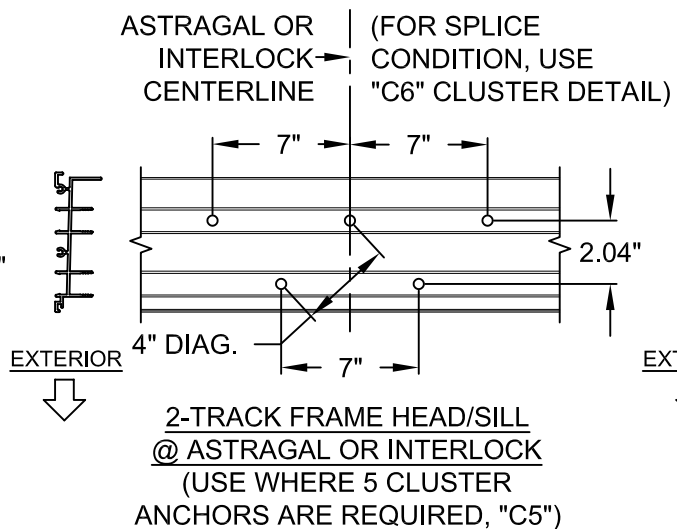 ASTRAGAL OR
INTERLOCK
CENTERLINE
(FOR SPLICE
CONDITION, USE
"C6" CLUSTER DETAIL)
7"
7"
2.04"
"
4" DIAG.
7"
EXTERIOR
EXT
2-TRACK FRAME HEAD/SILL
@ ASTRAGAL OR INTERLOCK
(USE WHERE 5 CLUSTER
ANCHORS ARE REQUIRED, "C5")